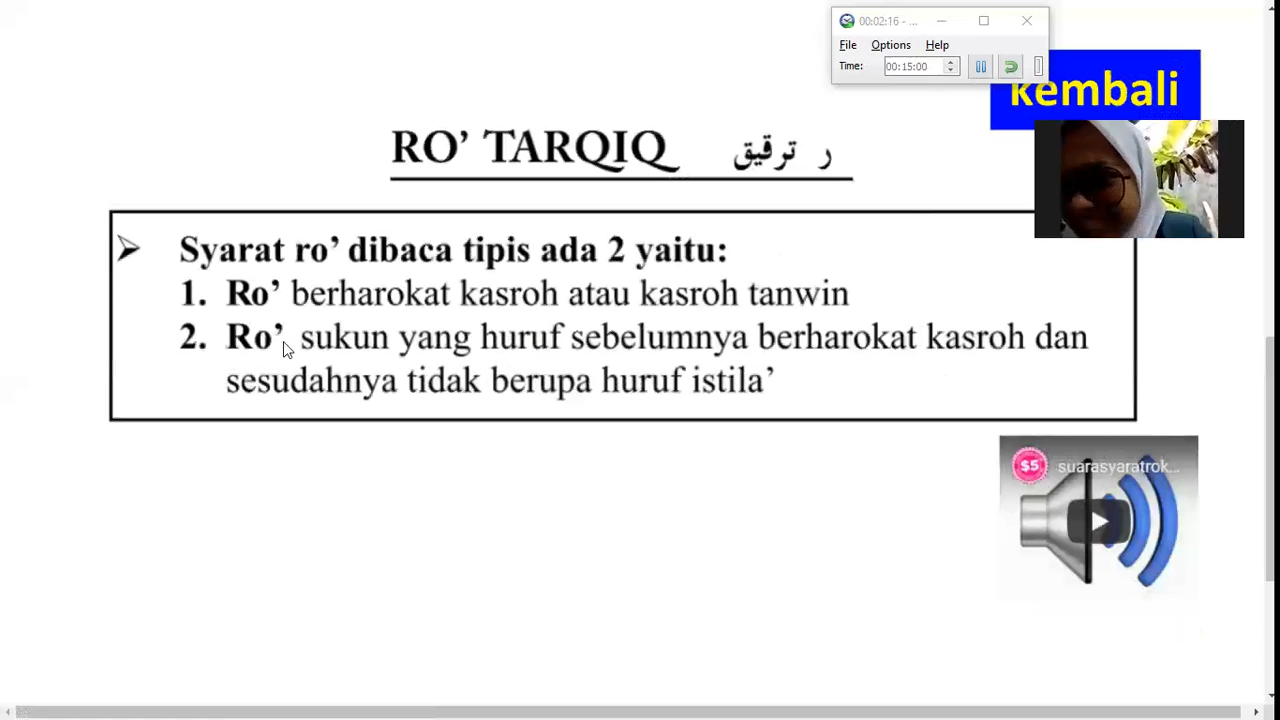 00:02:16 - ...
File Options Help
Time: 00:15:00
kembali
RO’ TARQIQ ر ترقيق
➢ Syarat ro’ dibaca tipis ada 2 yaitu:
1. Ro’ berharokat kasroh atau kasroh tanwin
2. Ro’ sukun yang huruf sebelumnya berharokat kasroh dan
sesudahnya tidak berupa huruf istila’
$5 suarasyaratrok...